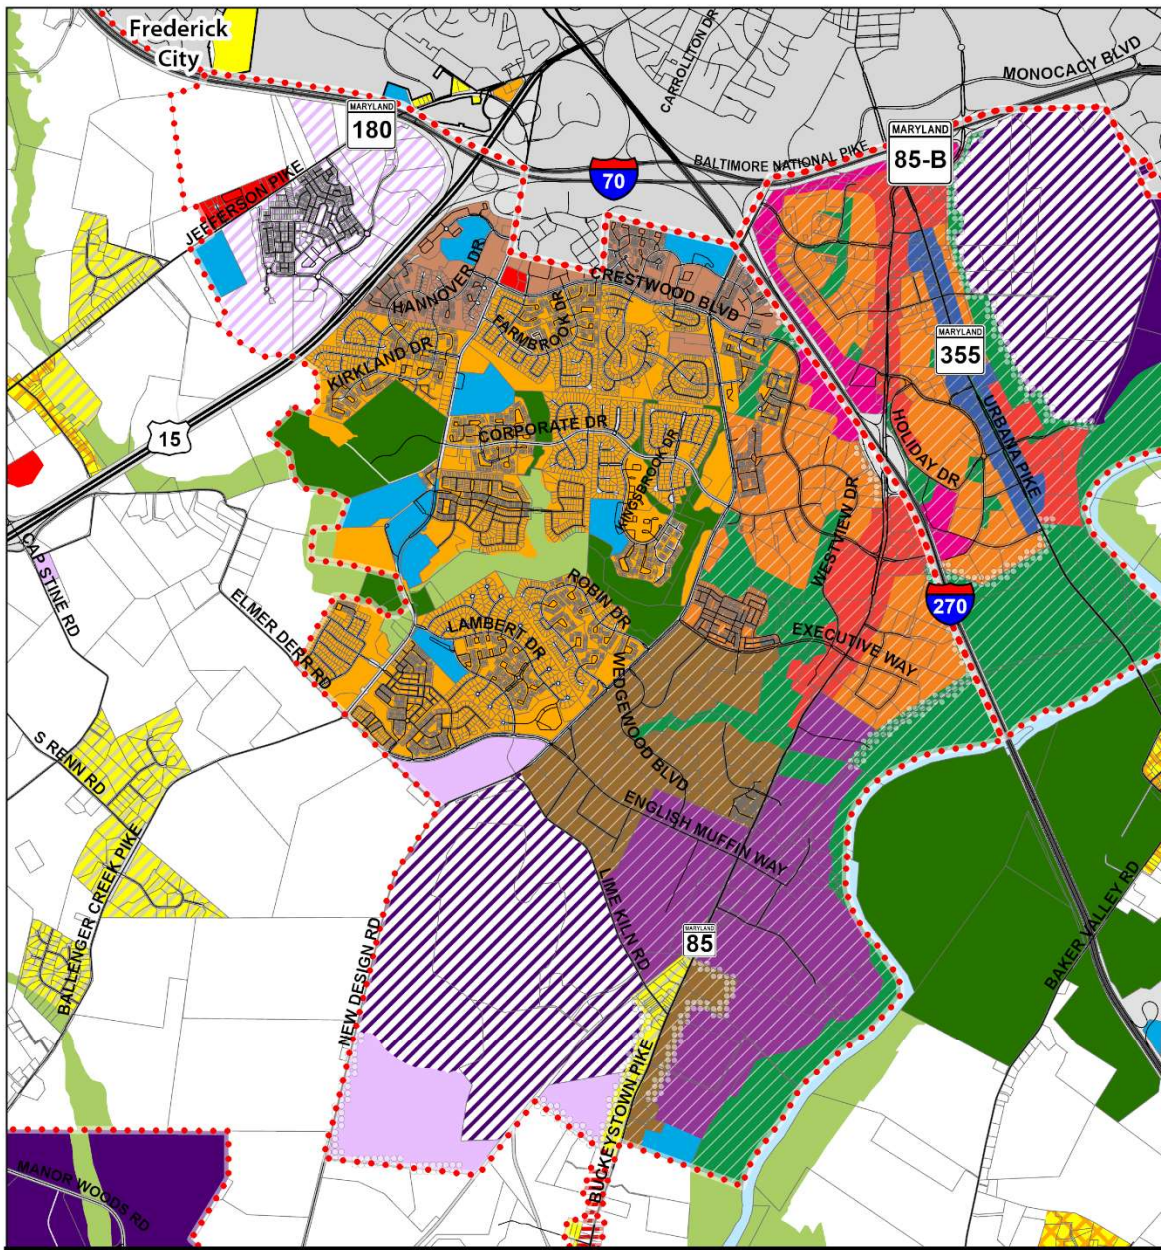 Frederick
City
CARROLLTON DR
MONOCACY BLVD
MARYLAND
180
MARYLAND
85-B
BALTIMORE NATIONAL PIKE
70
JEFFERSON PIKE
HANNOVER DR
CRESTWOOD BLVD
FARMBROOK DR
KIRKLAND DR
MARYLAND
355
URBANA PIKE
15
CORPORATE DR
KINGSBROOK DR
HOLIDAY DR
WESTVIEW DR
CAP STINE RD
ELMER DERR RD
ROBIN DR
270
LAMBERT DR
EXECUTIVE WAY
WEDGEWOOD BLVD
S RENN RD
ENGLISH MUFFIN WAY
BALLENGER CREEK PIKE
LIME KILN RD
MARYLAND
85
NEW DESIGN RD
BAKER VALLEY RD
BUCKEYSTOWN PIKE
MANOR WOODS RD